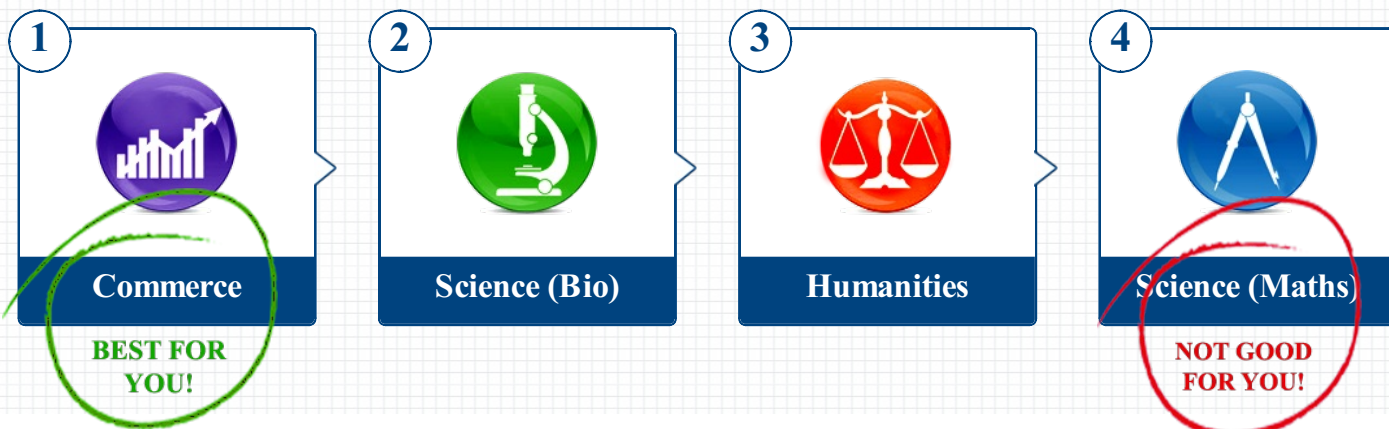 1
2
3
4
Commerce
Science (Bio)
Humanities
Science (Maths)
BEST FOR
YOU!
NOT GOOD
FOR YOU!